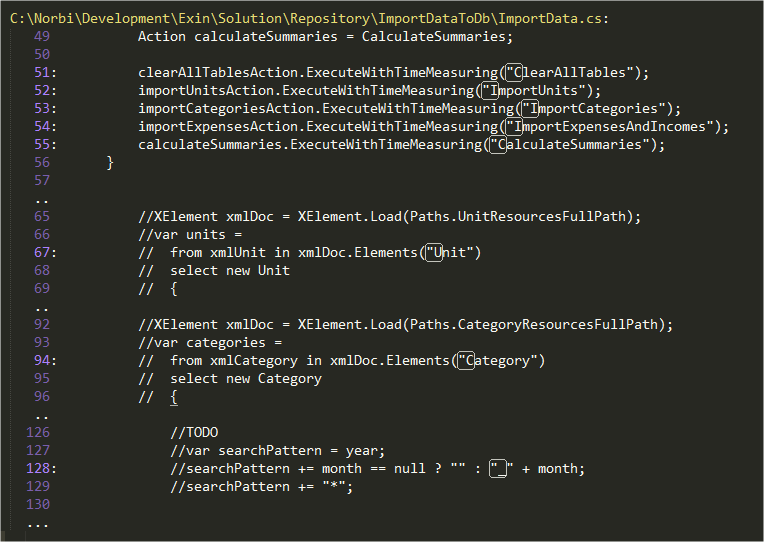 C:\Norbi\Development\Exin\Solution\Repository\ImportDataToDb\ImportData.cs:
49 Action calculateSummaries = CalculateSummaries;
50
51: clearAllTablesAction.ExecuteWithTimeMeasuring("ClearAllTables");
52: importUnitsAction.ExecuteWithTimeMeasuring("ImportUnits");
53: importCategoriesAction.ExecuteWithTimeMeasuring("ImportCategories");
54: importExpensesAction.ExecuteWithTimeMeasuring("ImportExpensesAndIncomes");
55: calculateSummaries.ExecuteWithTimeMeasuring("CalculateSummaries");
56 }
57
..
65 //XElement xmlDoc = XElement.Load(Paths.UnitResourcesFullPath);
66 //var units =
67: // from xmlUnit in xmlDoc.Elements("Unit")
68 // select new Unit
69 // {
..
92 //XElement xmlDoc = XElement.Load(Paths.CategoryResourcesFullPath);
93 //var categories =
94: // from xmlCategory in xmlDoc.Elements("Category")
95 // select new Category
96 // {
..
126 //TODO
127 //var searchPattern = year;
128: //searchPattern += month == null ? "" : "_" + month;
129 //searchPattern += "*";
130
...